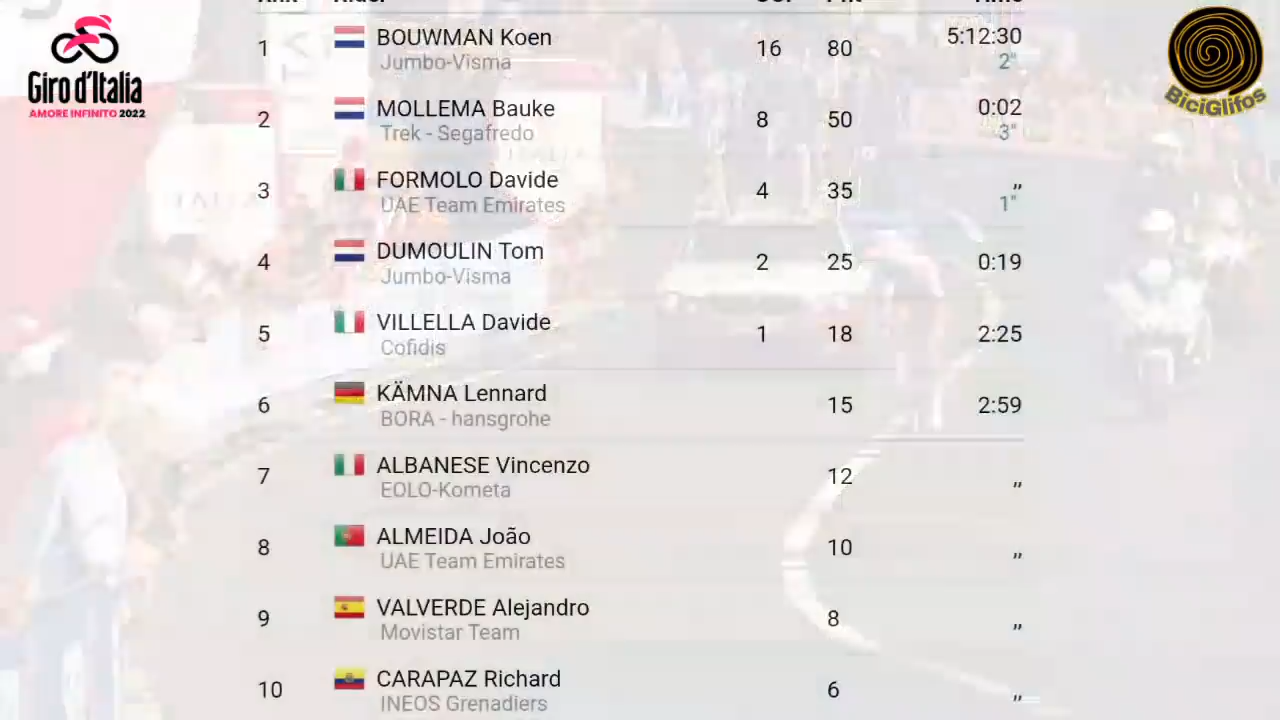 Rider
Time
1 BOUWMAN Koen 16 80 5:12:30
Jumbo-Visma 2"
2 MOLLEMA Bauke 8 50 0:02
Trek - Segafredo 3"
3 FORMOLO Davide 4 35 ,,
UAE Team Emirates 1"
4 DUMOULIN Tom 2 25 0:19
Jumbo-Visma
5 VILLELLA Davide 1 18 2:25
Cofidis
6 KÄMNA Lennard 15 2:59
BORA - hansgrohe
7 ALBANESE Vincenzo 12 ,,
EOLO-Kometa
8 ALMEIDA João 10 ,,
UAE Team Emirates
9 VALVERDE Alejandro 8 ,,
Movistar Team
10 CARAPAZ Richard 6 ,,
INEOS Grenadiers
Giro d'Italia
AMORE INFINITO 2022
BiciGlifos